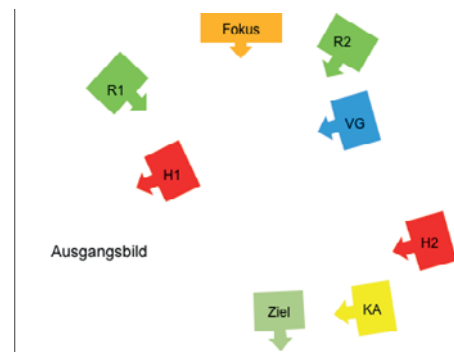 Fokus
R2
R1
VG
H1
H2
Ausgangsbild
Ziel
KA